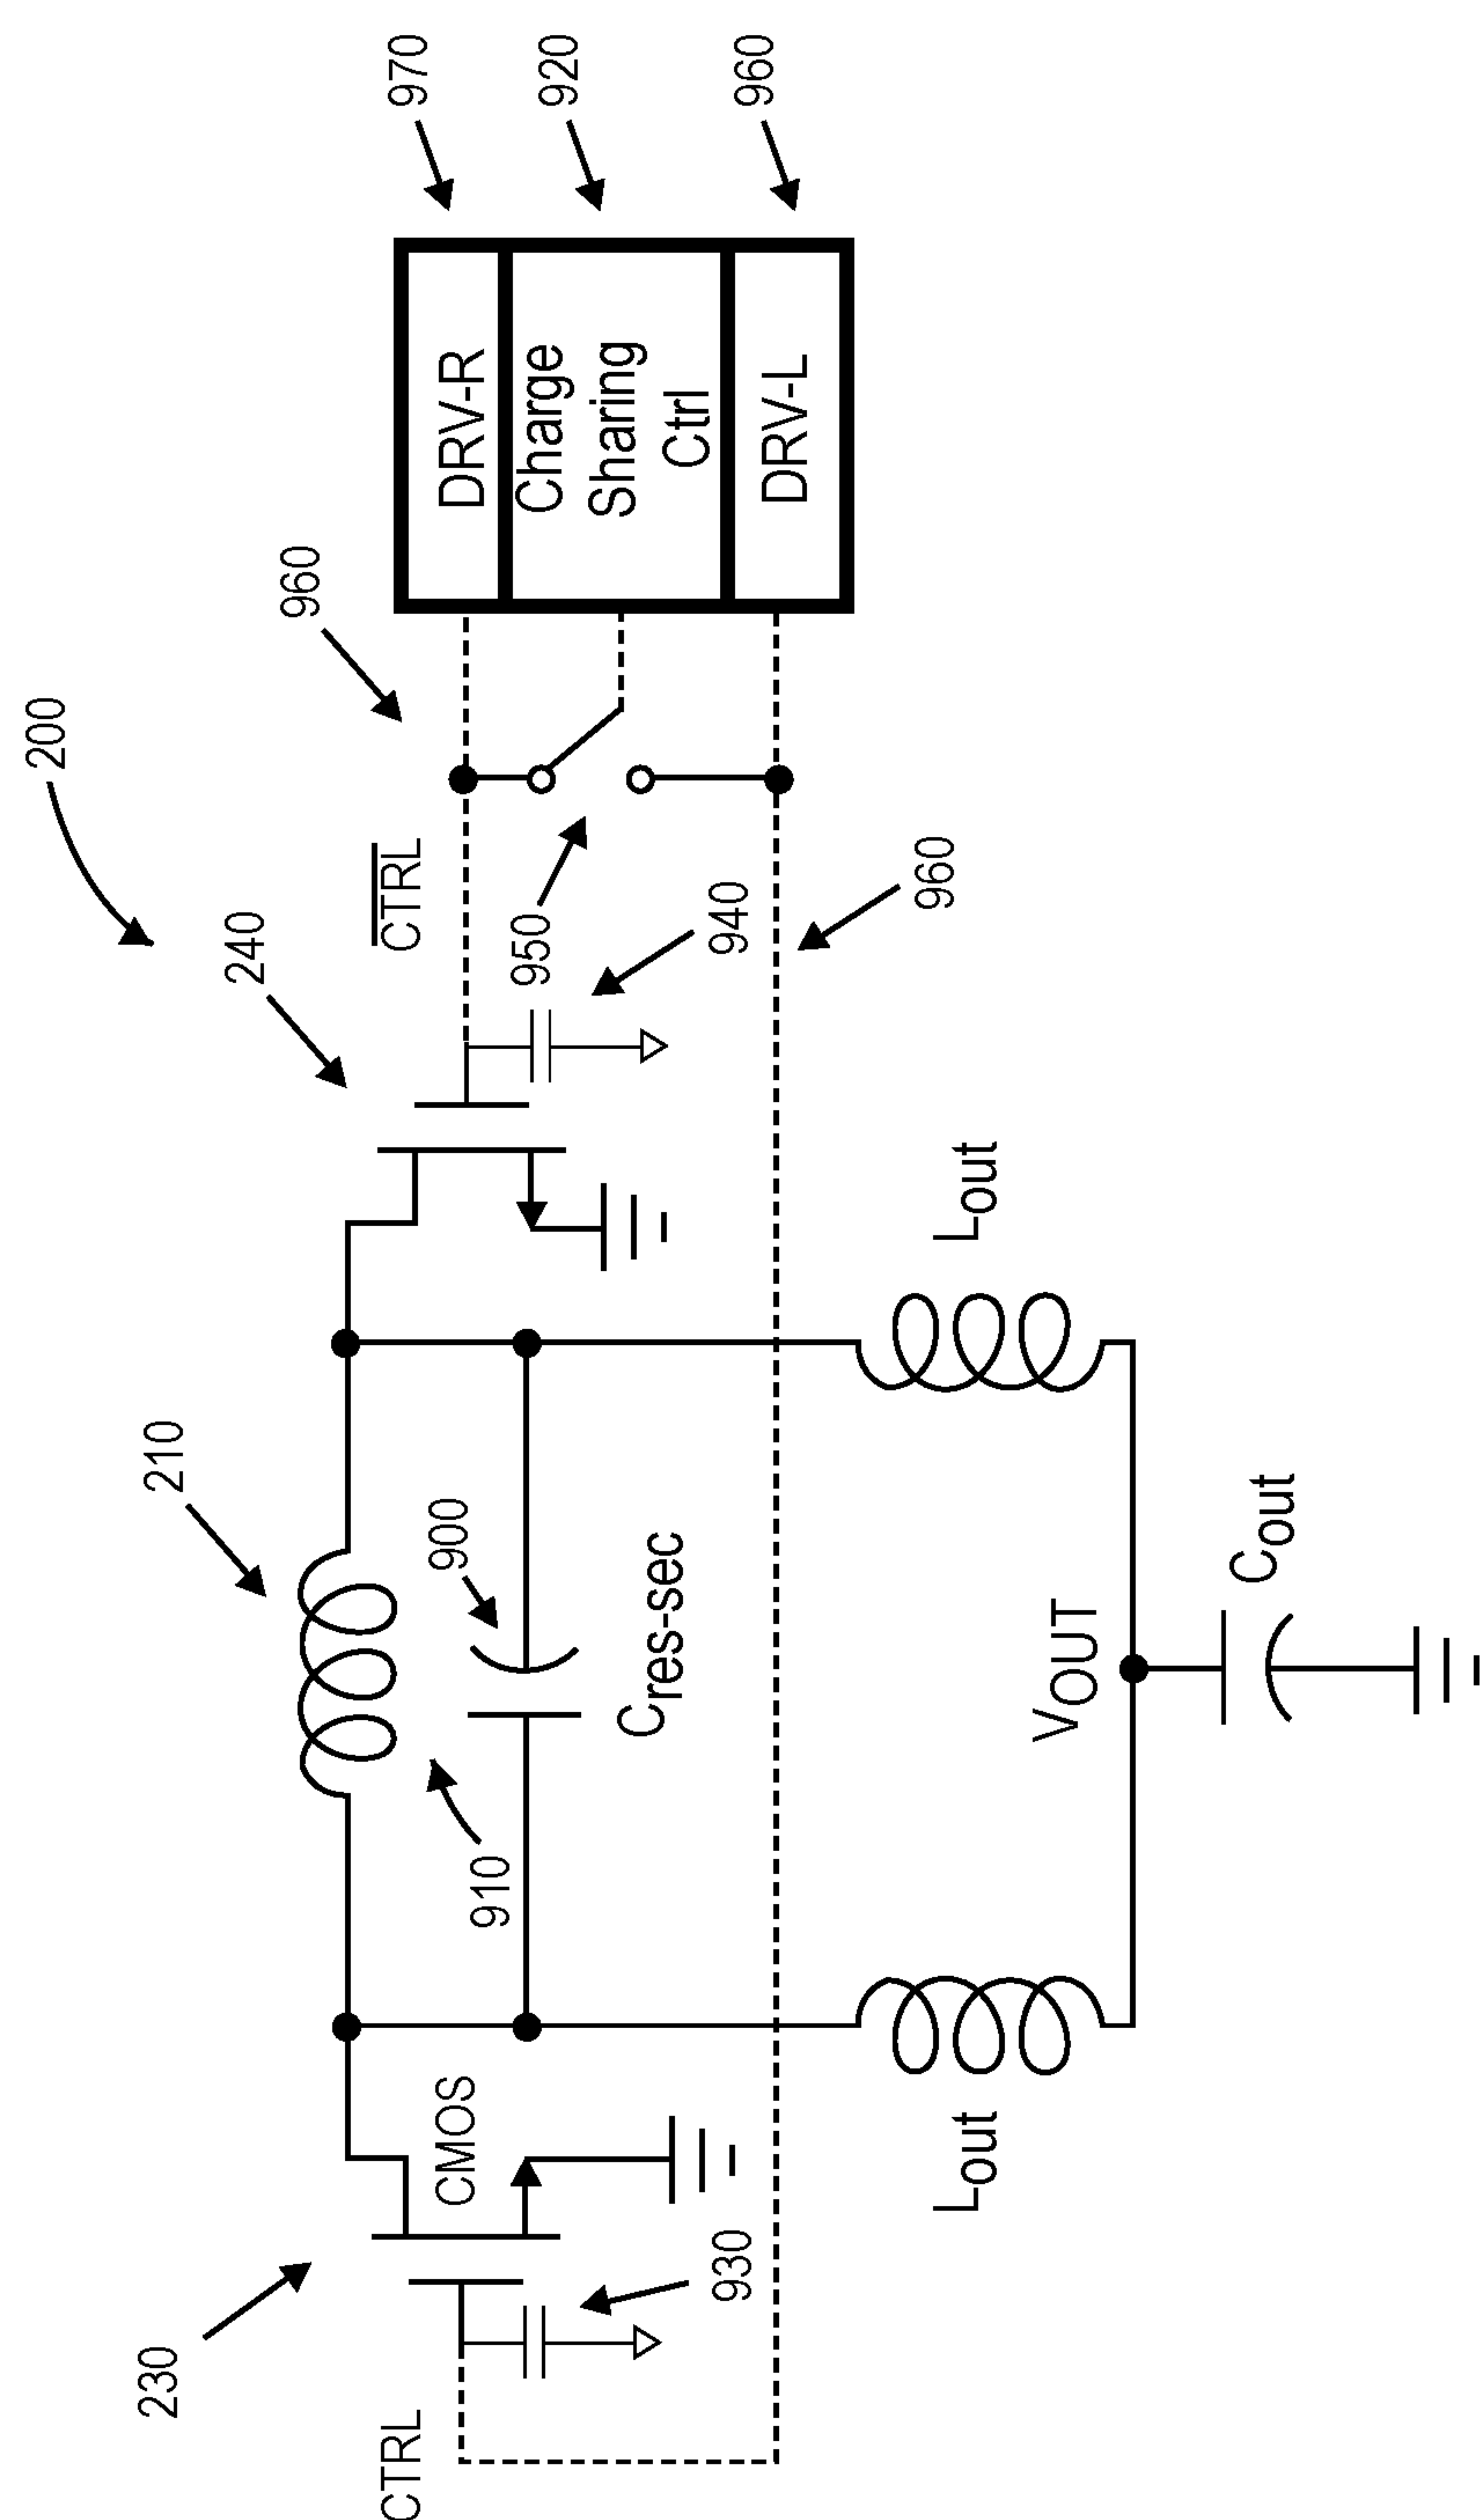 200
230
210
240
960
970
920
960
CTRL
CMOS
900
910
CTRL
DRV-R
Charge
Sharing
Ctrl
DRV-L
930
Cres-sec
940
950
960
Lout
Lout
VOUT
Cout